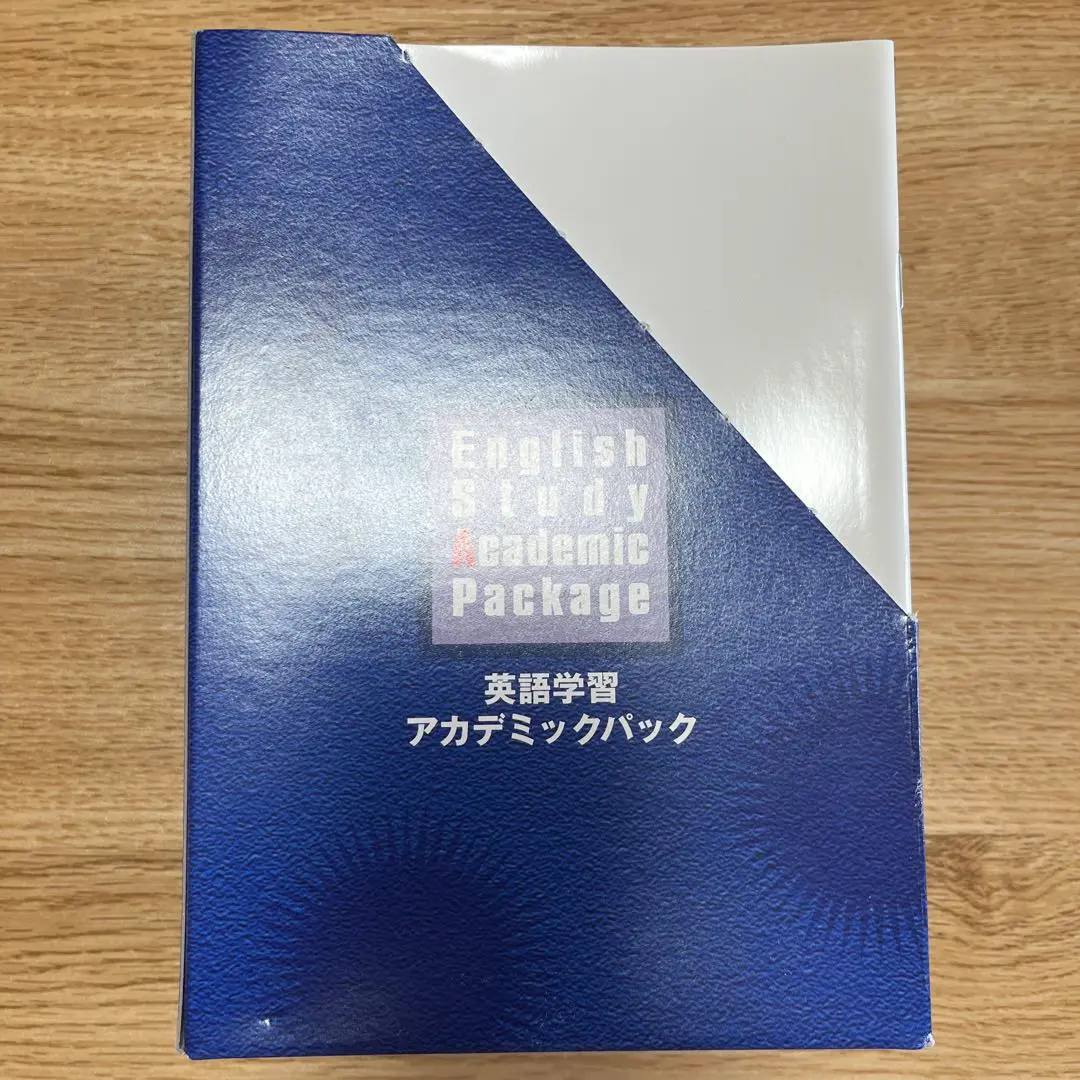 English
Study
Academic
Package
英語学習
アカデミックパック